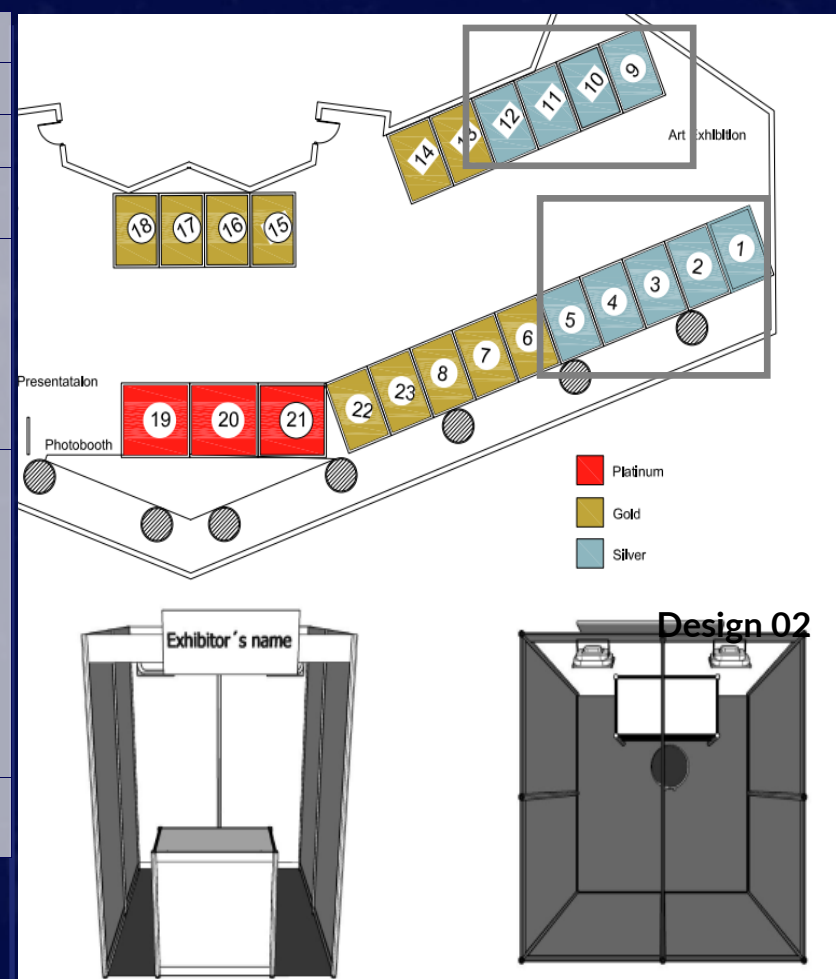 9
10
11
12
13
14
Art Exhibition
18
17
16
15
1
2
3
4
5
6
7
8
23
22
Presentataion
19
20
21
Photobooth
Platinum
Gold
Silver
Exhibitor´s name
Design 02